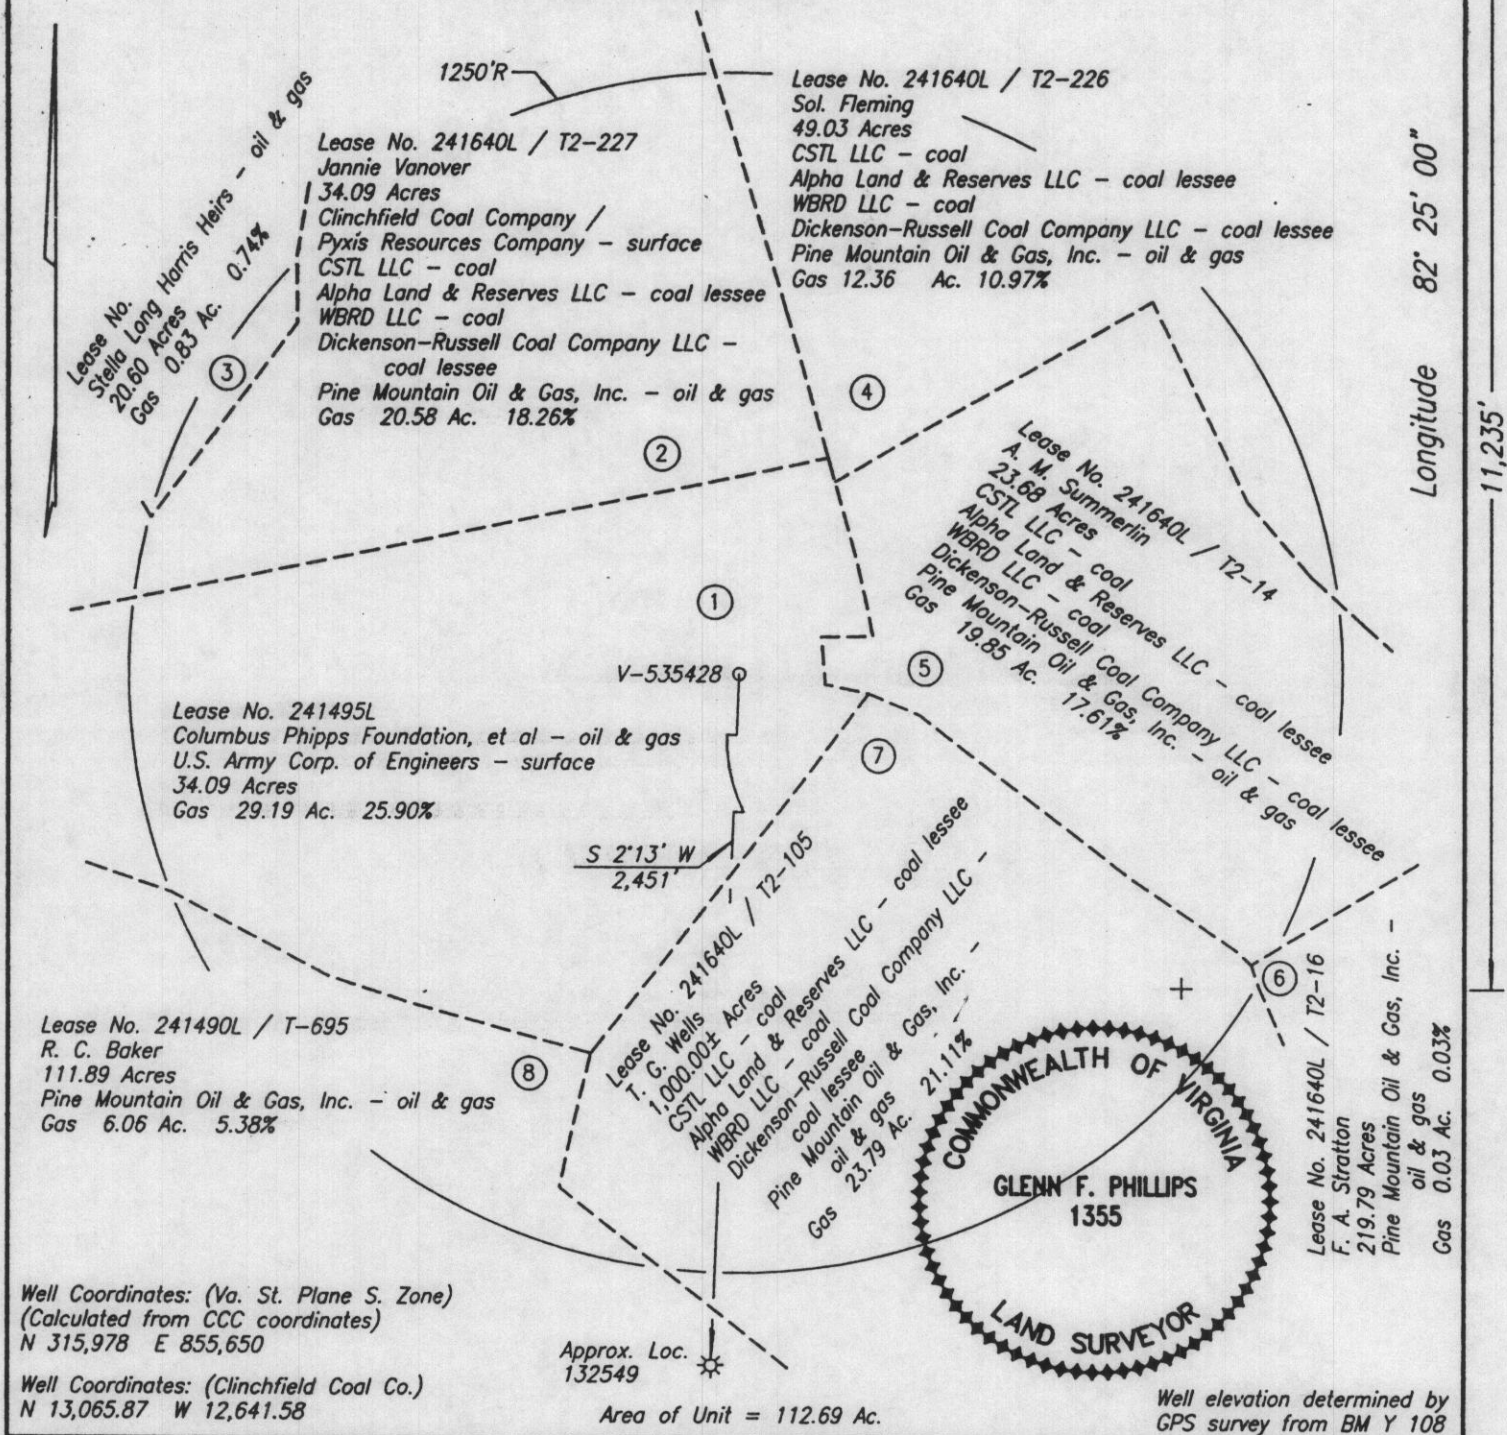 1250'R
Lease No.
Stella Long Harris Heirs - oil & gas
20.60 Acres
Gas 0.83 Ac. 0.74%
Lease No. 241640L / T2-227
Jannie Vanover
34.09 Acres
Clinchfield Coal Company /
Pyxis Resources Company - surface
CSTL LLC - coal
Alpha Land & Reserves LLC - coal lessee
WBRD LLC - coal
Dickenson-Russell Coal Company LLC -
coal lessee
Pine Mountain Oil & Gas, Inc. - oil & gas
Gas 20.58 Ac. 18.26%
Lease No. 241640L / T2-226
Sol. Fleming
49.03 Acres
CSTL LLC - coal
Alpha Land & Reserves LLC - coal lessee
WBRD LLC - coal
Dickenson-Russell Coal Company LLC - coal lessee
Pine Mountain Oil & Gas, Inc. - oil & gas
Gas 12.36 Ac. 10.97%
Longitude 82° 25' 00"
11,235'
3
4
2
1
5
7
Lease No. 241640L / T2-14
A. M. Summerlin
23.68 Acres
CSTL LLC - coal
Alpha Land & Reserves LLC - coal lessee
WBRD LLC - coal
Dickenson-Russell Coal Company LLC - coal lessee
Pine Mountain Oil & Gas, Inc. - oil & gas
Gas 19.85 Ac. 17.61%
V-535428
Lease No. 241495L
Columbus Phipps Foundation, et al - oil & gas
U.S. Army Corp. of Engineers - surface
34.09 Acres
Gas 29.19 Ac. 25.90%
S 2°13' W
2,451'
Lease No. 241640L / T2-105
T. G. Wells
1,000.00± Acres
CSTL LLC - coal
Alpha Land & Reserves LLC - coal lessee
WBRD LLC - coal
Dickenson-Russell Coal Company LLC -
coal lessee
Pine Mountain Oil & Gas, Inc. -
oil & gas
Gas 23.79 Ac. 21.11%
6
Lease No. 241640L / T2-16
F. A. Stratton
219.79 Acres
Pine Mountain Oil & Gas, Inc. -
oil & gas
Gas 0.03 Ac. 0.03%
Lease No. 241490L / T-695
R. C. Baker
111.89 Acres
Pine Mountain Oil & Gas, Inc. - oil & gas
Gas 6.06 Ac. 5.38%
8
COMMONWEALTH OF VIRGINIA
GLENN F. PHILLIPS
1355
LAND SURVEYOR
Well Coordinates: (Va. St. Plane S. Zone)
(Calculated from CCC coordinates)
N 315,978 E 855,650
Well Coordinates: (Clinchfield Coal Co.)
N 13,065.87 W 12,641.58
Approx. Loc.
132549
Area of Unit = 112.69 Ac.
Well elevation determined by
GPS survey from BM Y 108